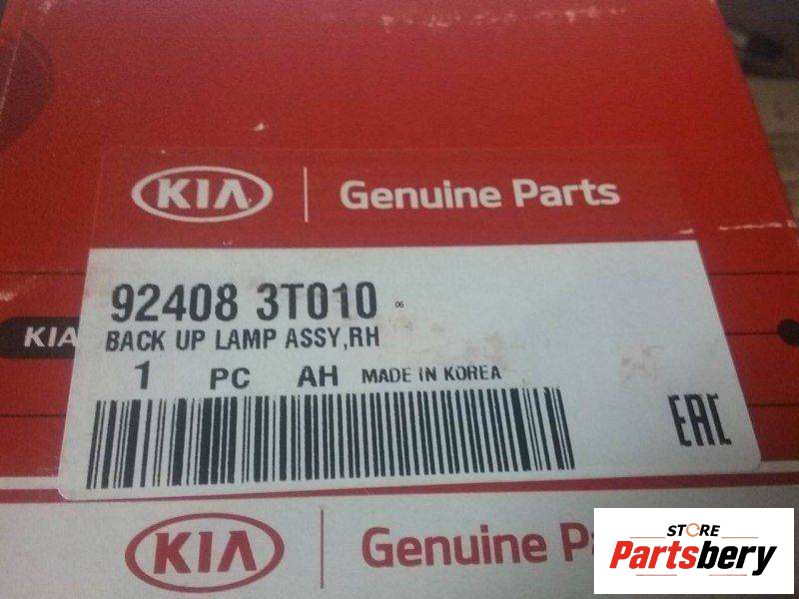 KIA Genuine Parts
92408 3T010 06
BACK UP LAMP ASSY,RH
KIA
1 PC AH MADE IN KOREA
EAC
KIA Genuine P
STORE
Partsbery